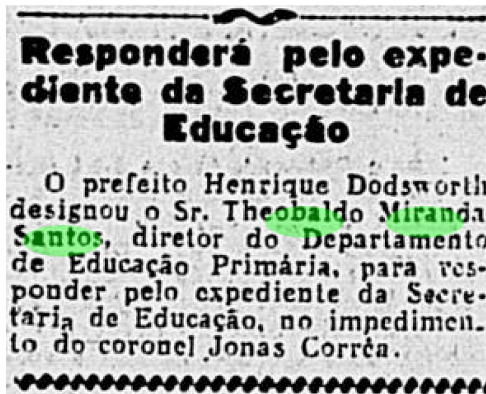 Responderá pelo expe-
diente da Secretaria de
Educação
O prefeito Henrique Dodsworth
designou o Sr. Theobaldo Miranda
Santos, diretor do Departamento
de Educação Primária, para res-
ponder pelo expediente da Secre-
taria de Educação, no impedimen-
to do coronel Jonas Corrêa.